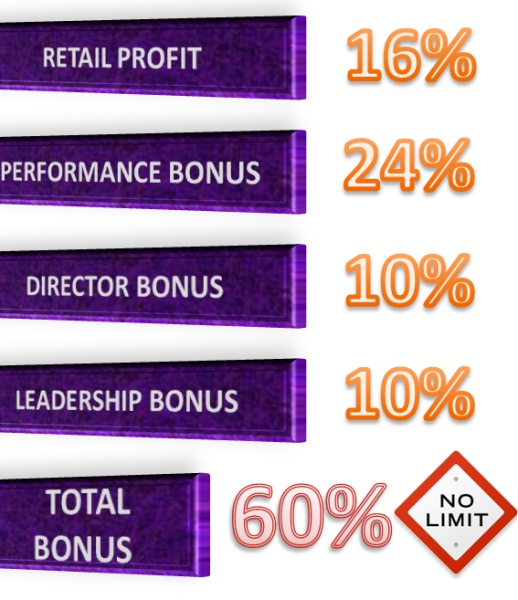 RETAIL PROFIT 16%
PERFORMANCE BONUS 24%
DIRECTOR BONUS 10%
LEADERSHIP BONUS 10%
TOTAL
BONUS
60%
NO
LIMIT